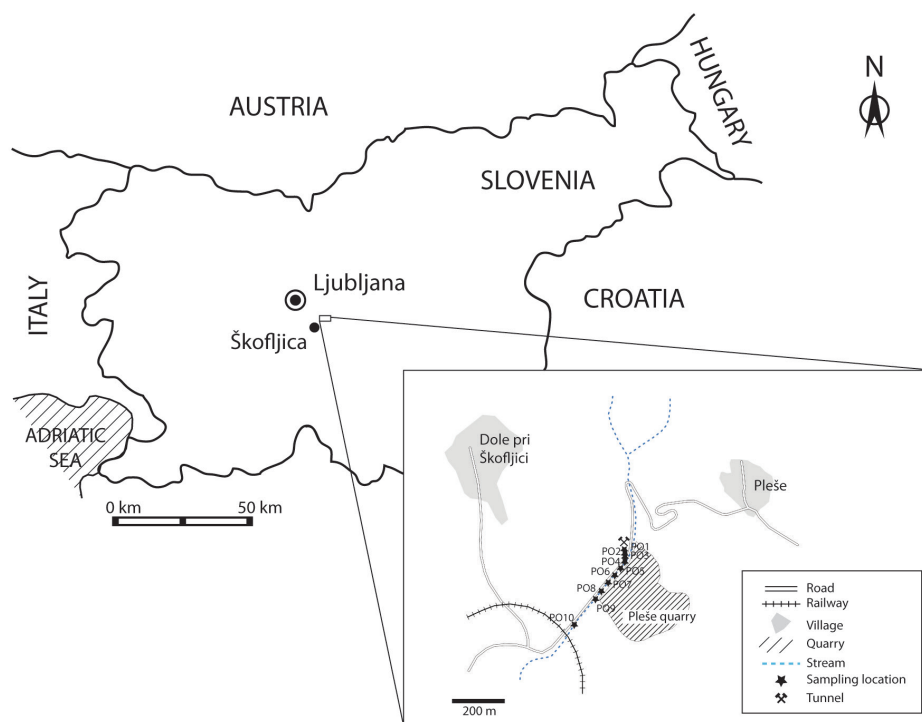 AUSTRIA
HUNGARY
N
SLOVENIA
ITALY
Ljubljana
CROATIA
Škofljica
ADRIATIC
SEA
0 km
50 km
Dole pri
Škofljici
Pleše
PO1
PO2
PO3
PO4
PO5
PO6
PO7
PO8
PO9
PO10
Pleše quarry
200 m
Road
Railway
Village
Quarry
Stream
Sampling location
Tunnel